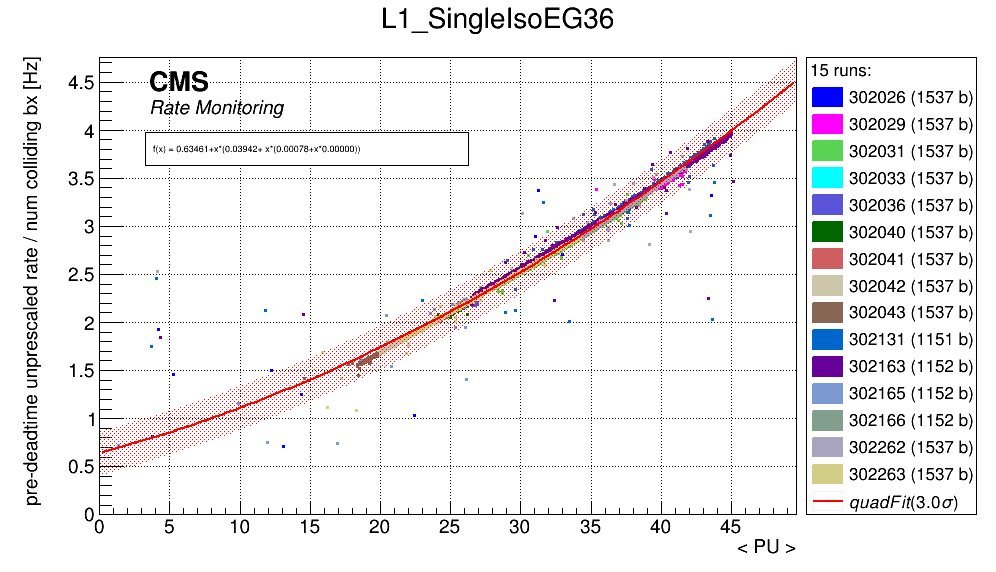 L1_SingleIsoEG36
pre-deadtime unprescaled rate / num colliding bx [Hz]
CMS
Rate Monitoring
f(x) = 0.63461+x*(0.03942+ x*(0.00078+x*0.00000))
4.5
4
3.5
3
2.5
2
1.5
1
0.5
0
0 5 10 15 20 25 30 35 40 45
< PU >
15 runs:
302026 (1537 b)
302029 (1537 b)
302031 (1537 b)
302033 (1537 b)
302036 (1537 b)
302040 (1537 b)
302041 (1537 b)
302042 (1537 b)
302043 (1537 b)
302131 (1151 b)
302163 (1152 b)
302165 (1152 b)
302166 (1152 b)
302262 (1537 b)
302263 (1537 b)
quadFit(3.0σ)